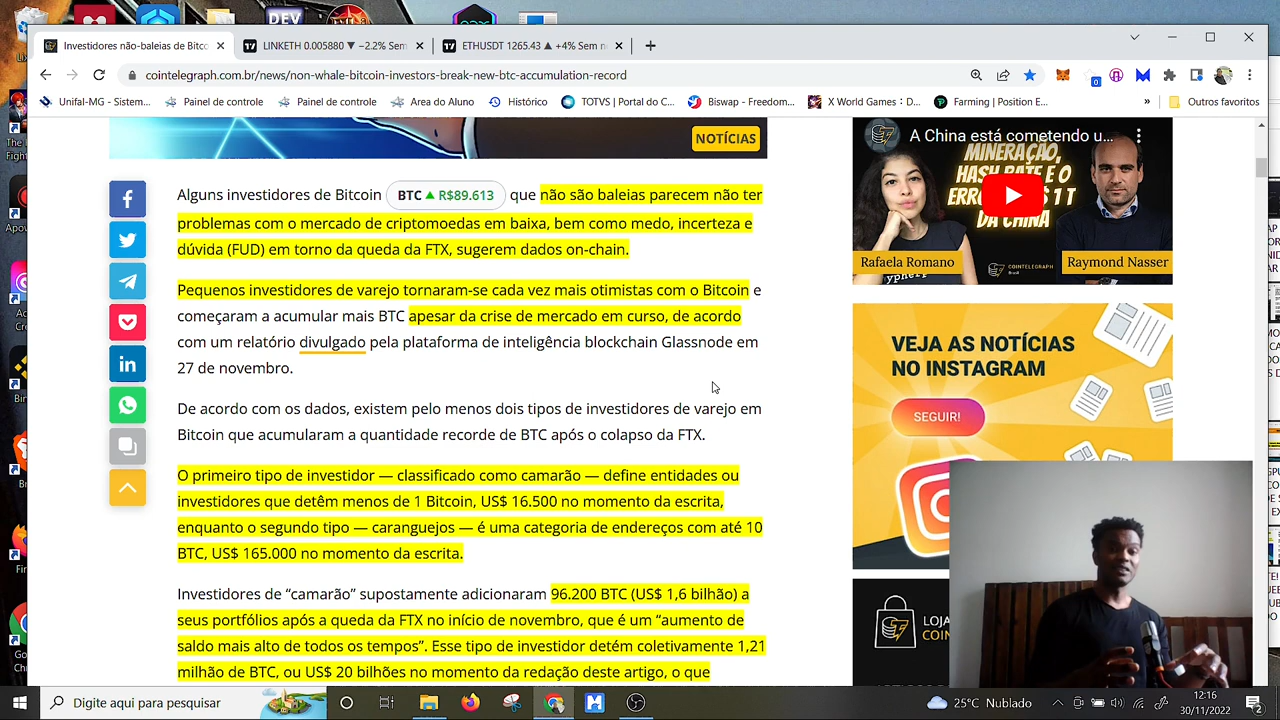 DEV
Investidores não-baleias de Bitco
LINKETH 0.005880 ▼ −2.2% Sem
ETHUSDT 1265.43 ▲ +4% Sem n
cointelegraph.com.br/news/non-whale-bitcoin-investors-break-new-btc-accumulation-record
0
Unifal-MG - Sistem...
Painel de controle
Painel de controle
Area do Aluno
Histórico
TOTVS | Portal do C...
Biswap - Freedom...
X World Games : D...
Farming | Position E...
»
Outros favoritos
NOTÍCIAS
Alguns investidores de Bitcoin BTC ▲ R$89.613 que não são baleias parecem não ter
problemas com o mercado de criptomoedas em baixa, bem como medo, incerteza e
dúvida (FUD) em torno da queda da FTX, sugerem dados on-chain.
Pequenos investidores de varejo tornaram-se cada vez mais otimistas com o Bitcoin e
começaram a acumular mais BTC apesar da crise de mercado em curso, de acordo
com um relatório divulgado pela plataforma de inteligência blockchain Glassnode em
27 de novembro.
De acordo com os dados, existem pelo menos dois tipos de investidores de varejo em
Bitcoin que acumularam a quantidade recorde de BTC após o colapso da FTX.
O primeiro tipo de investidor — classificado como camarão — define entidades ou
investidores que detêm menos de 1 Bitcoin, US$ 16.500 no momento da escrita,
enquanto o segundo tipo — caranguejos — é uma categoria de endereços com até 10
BTC, US$ 165.000 no momento da escrita.
Investidores de “camarão” supostamente adicionaram 96.200 BTC (US$ 1,6 bilhão) a
seus portfólios após a queda da FTX no início de novembro, que é um “aumento de
saldo mais alto de todos os tempos”. Esse tipo de investidor detém coletivamente 1,21
milhão de BTC, ou US$ 20 bilhões no momento da redação deste artigo, o que
A China está cometendo u...
MINERAÇÃO,
HASH RATE E O
DA CHINA
Rafaela Romano
COINTELEGRAPH
Raymond Nasser
VEJA AS NOTÍCIAS
NO INSTAGRAM
SEGUIR!
LOJA
COIN
Digite aqui para pesquisar
25°C Nublado
12:16
30/11/2022
2